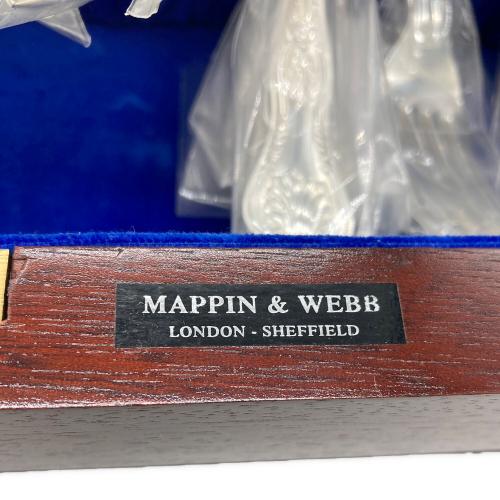 MAPPIN & WEBB
LONDON - SHEFFIELD